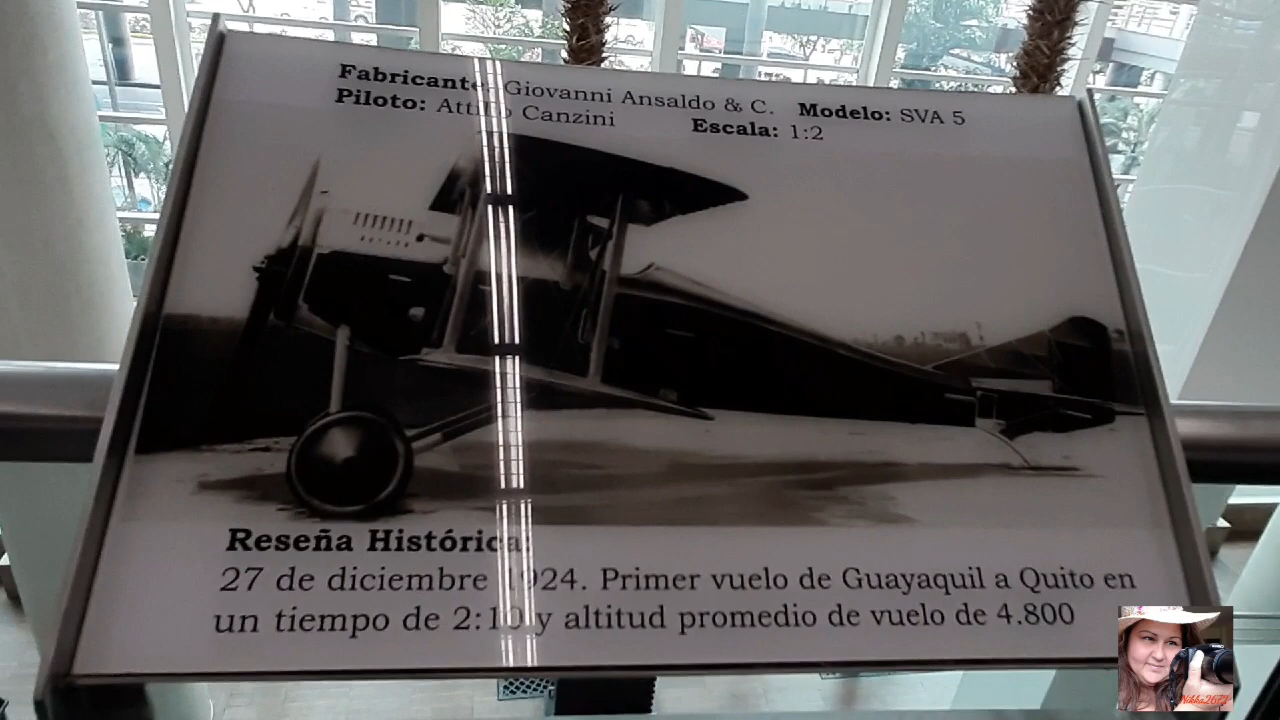 Fabricante: Giovanni Ansaldo & C. Modelo: SVA 5
Piloto: Attilio Canzini Escala: 1:2
Reseña Histórica:
27 de diciembre 1924. Primer vuelo de Guayaquil a Quito en
un tiempo de 2:10 y altitud promedio de vuelo de 4.800